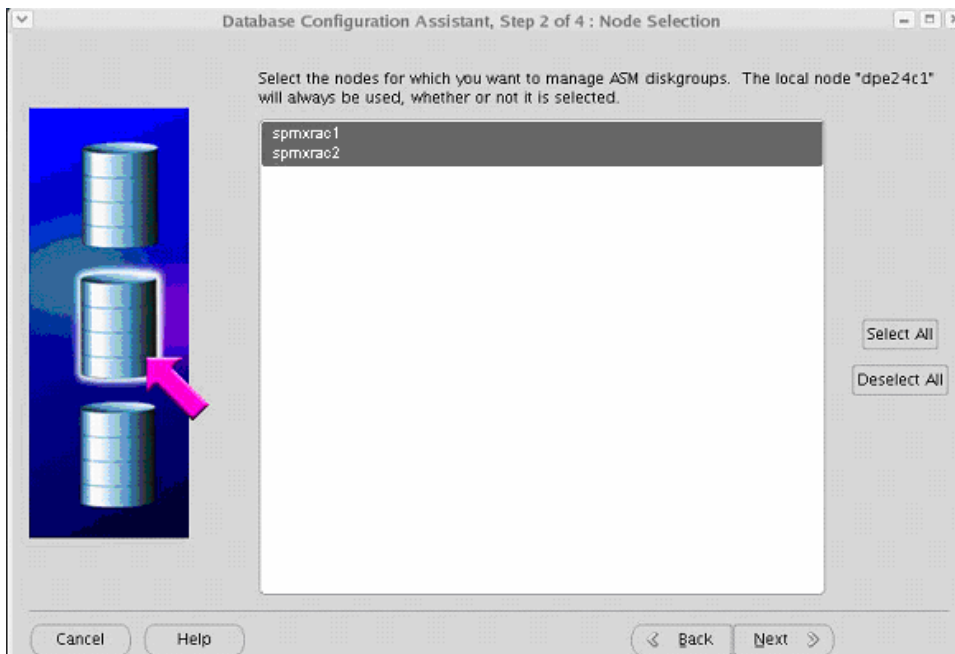 Database Configuration Assistant, Step 2 of 4 : Node Selection
Select the nodes for which you want to manage ASM diskgroups. The local node "dpe24c1"
will always be used, whether or not it is selected.
spmxrac1
spmxrac2
Select All
Deselect All
Cancel
Help
Back
Next